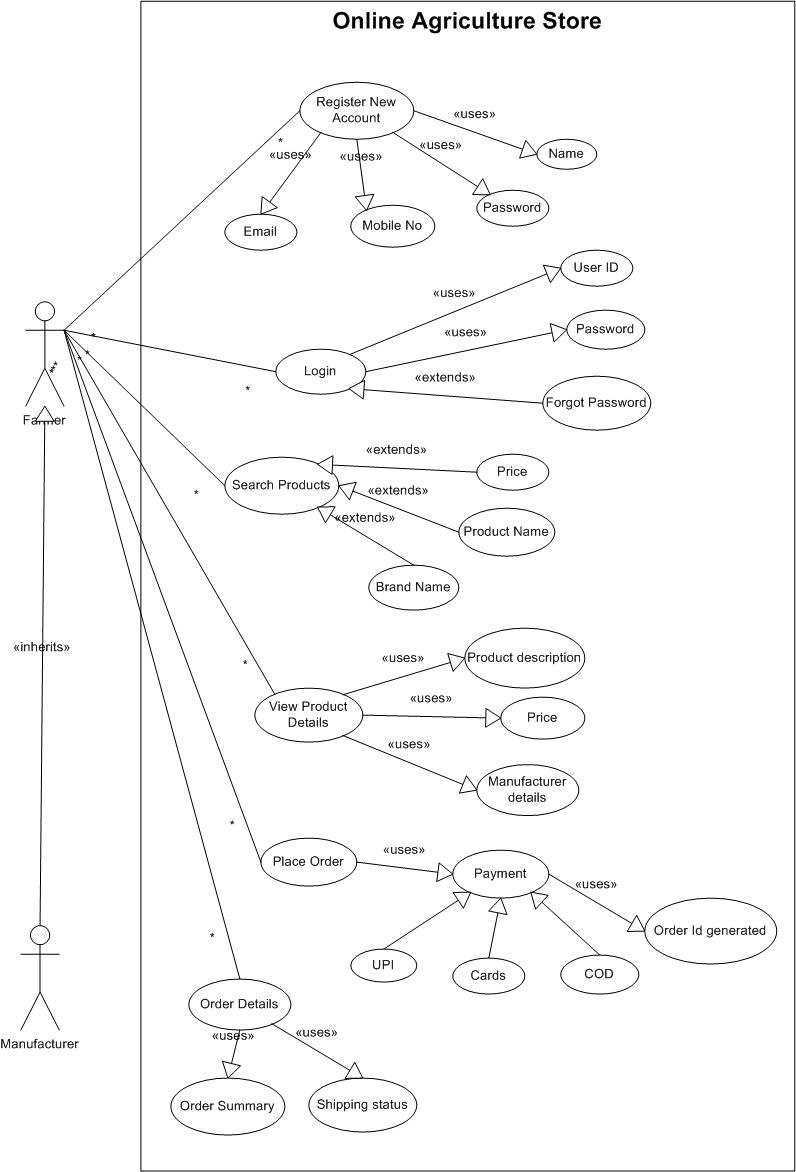 Online Agriculture Store
Register New
Account
«uses»
Name
«uses»
Password
«uses»
Mobile No
*
«uses»
Email
«uses»
User ID
«uses»
Password
*
Login
*
«extends»
Forgot Password
*
*
**
Farmer
«extends»
Price
Search Products
*
«extends»
Product Name
«extends»
Brand Name
«inherits»
*
«uses»
Product description
View Product
Details
«uses»
Price
«uses»
Manufacturer
details
*
Place Order
«uses»
Payment
«uses»
Order Id generated
UPI
Cards
COD
*
Order Details
«uses»
«uses»
Manufacturer
Order Summary
Shipping status